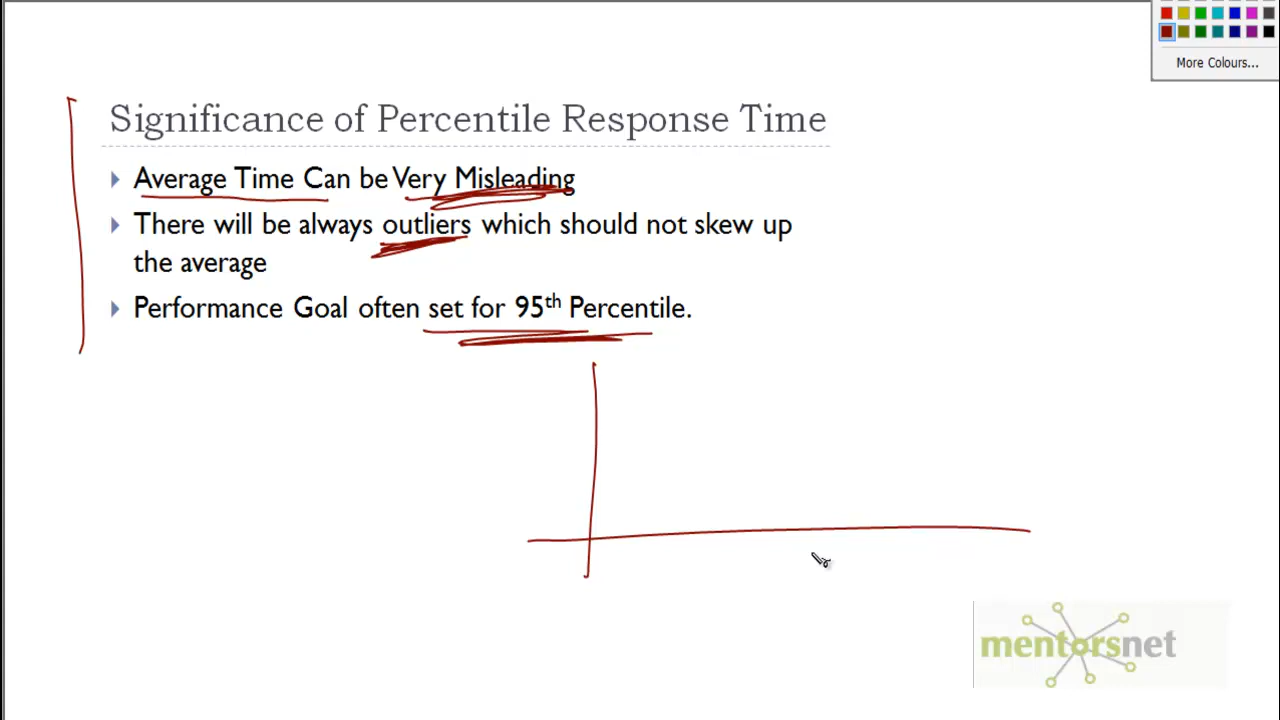 More Colours...
Significance of Percentile Response Time
Average Time Can be Very Misleading
There will be always outliers which should not skew up
the average
Performance Goal often set for 95th Percentile.
mentorsnet